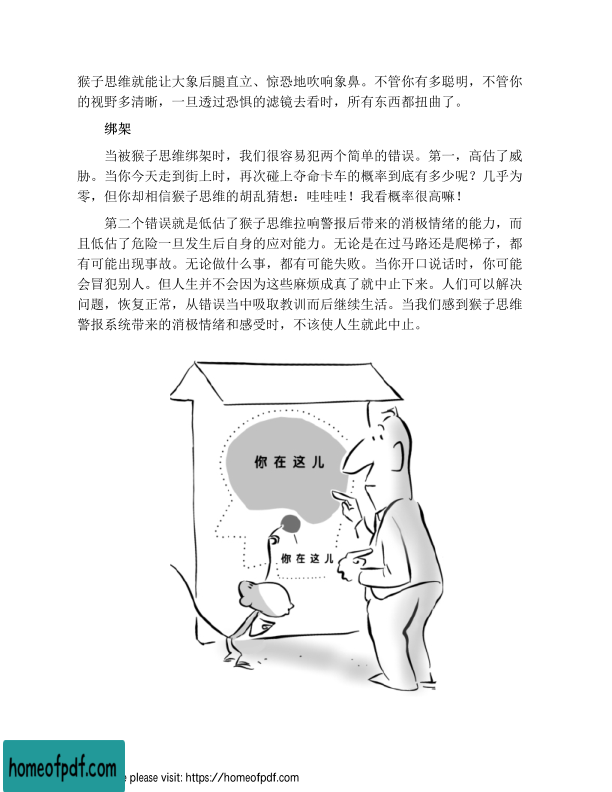 猴子思维就能让大象后腿直立、惊恐地吹响象鼻。不管你有多聪明，不管你
的视野多清晰，一旦透过恐惧的滤镜去看时，所有东西都扭曲了。
绑架
当被猴子思维绑架时，我们很容易犯两个简单的错误。第一，高估了威
胁。当你今天走到街上时，再次碰上夺命卡车的概率到底有多少呢？几乎为
零，但你却相信猴子思维的胡乱猜想：哇哇哇！我看概率很高嘛！
第二个错误就是低估了猴子思维拉响警报后带来的消极情绪的能力，而
且低估了危险一旦发生后自身的应对能力。无论是在过马路还是爬梯子，都
有可能出现事故。无论做什么事，都有可能失败。当你开口说话时，你可能
会冒犯别人。但人生并不会因为这些麻烦成真了就中止下来。人们可以解决
问题，恢复正常，从错误当中吸取教训而后继续生活。当我们感到猴子思维
警报系统带来的消极情绪和感受时，不该使人生就此中止。
你在这儿
你在这儿
homeofpdf.com
e please visit: https://homeofpdf.com